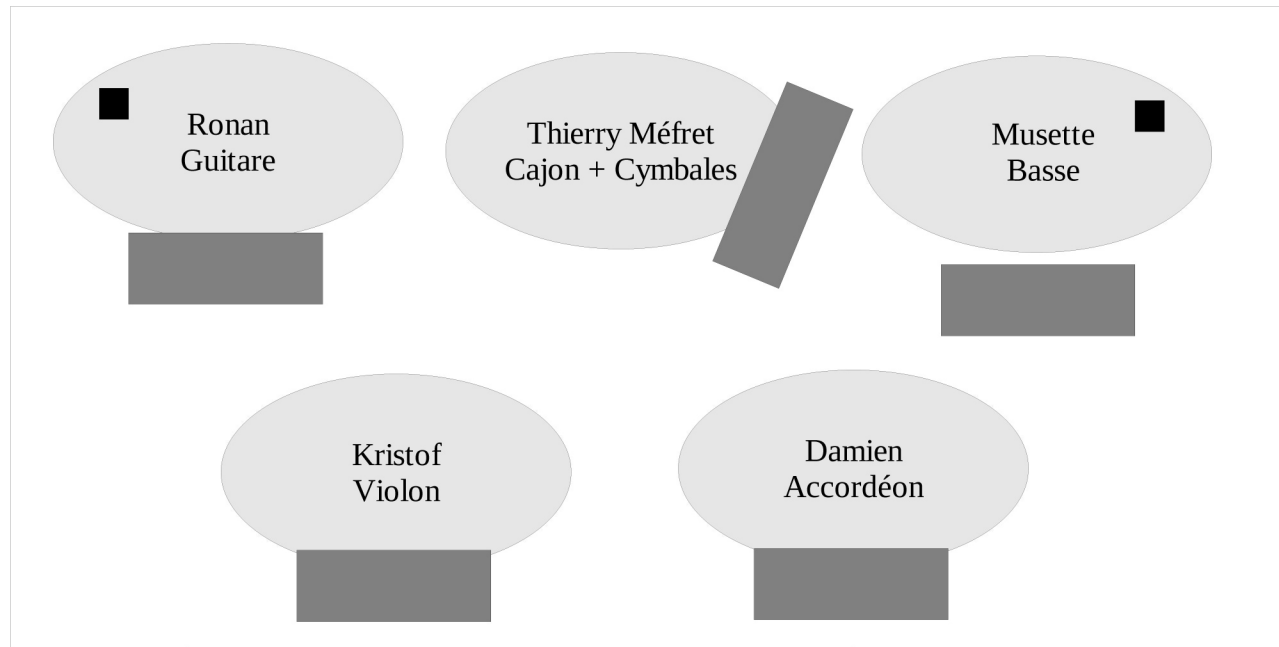 Ronan
Guitare
Thierry Méfret
Cajon + Cymbales
Musette
Basse
Kristof
Violon
Damien
Accordéon